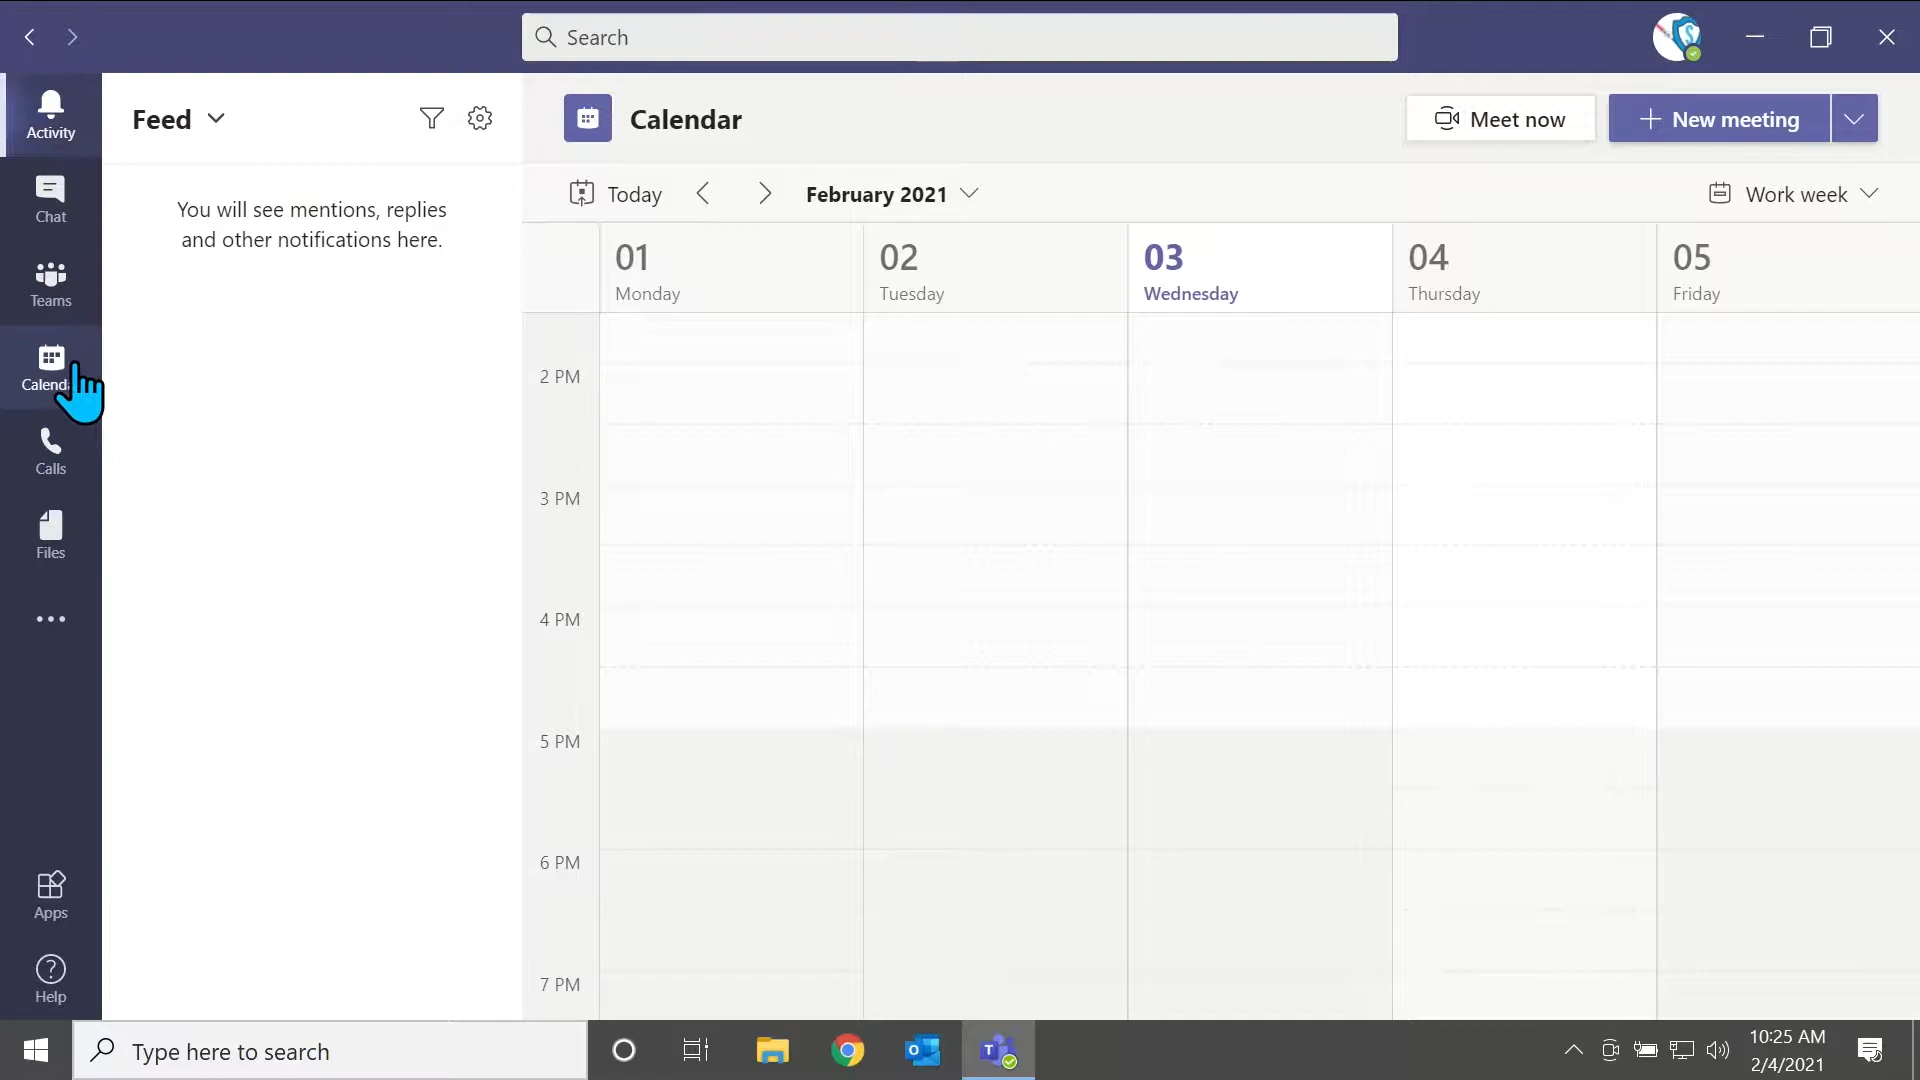 Search
Activity
Chat
Teams
Calend
Calls
Files
Apps
Help
Feed
You will see mentions, replies
and other notifications here.
Calendar
Meet now
New meeting
Today
February 2021
Work week
01
Monday
02
Tuesday
03
Wednesday
04
Thursday
05
Friday
2 PM
3 PM
4 PM
5 PM
6 PM
7 PM
Type here to search
10:25 AM
2/4/2021